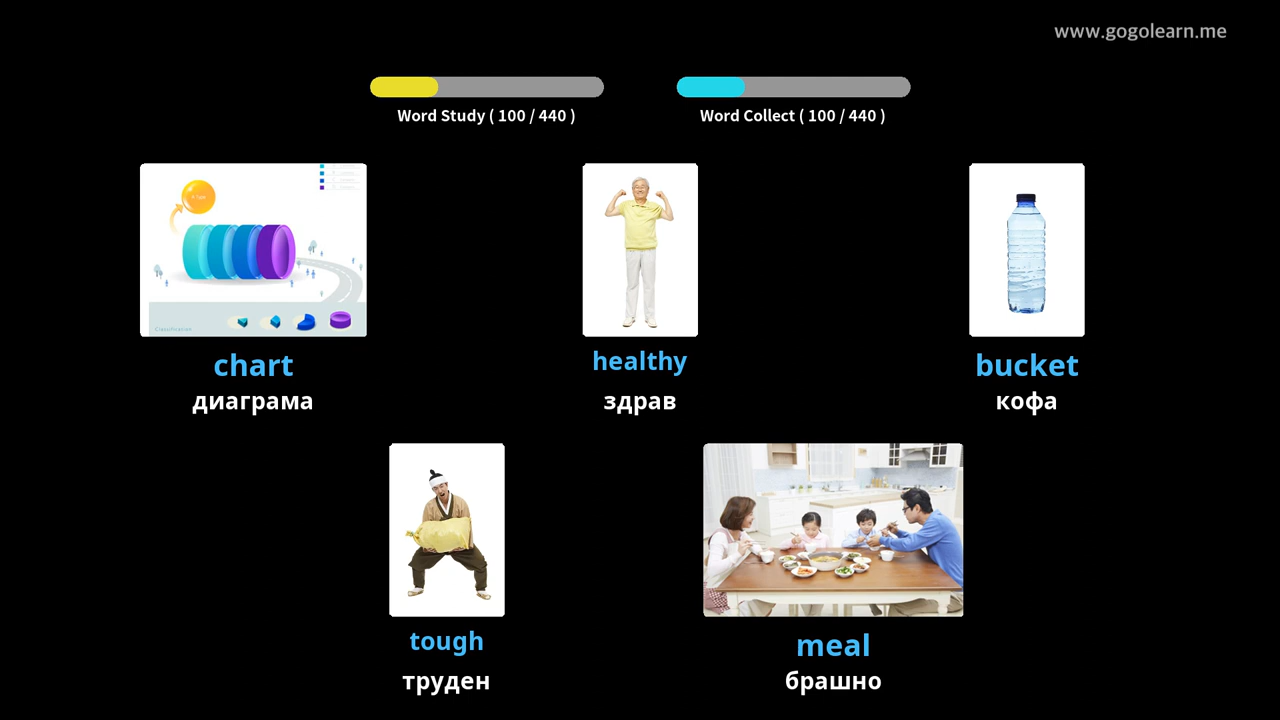 www.gogolearn.me
Word Study ( 100 / 440 )
Word Collect ( 100 / 440 )
Classification
chart
диаграма
healthy
здрав
bucket
кофа
tough
труден
meal
брашно